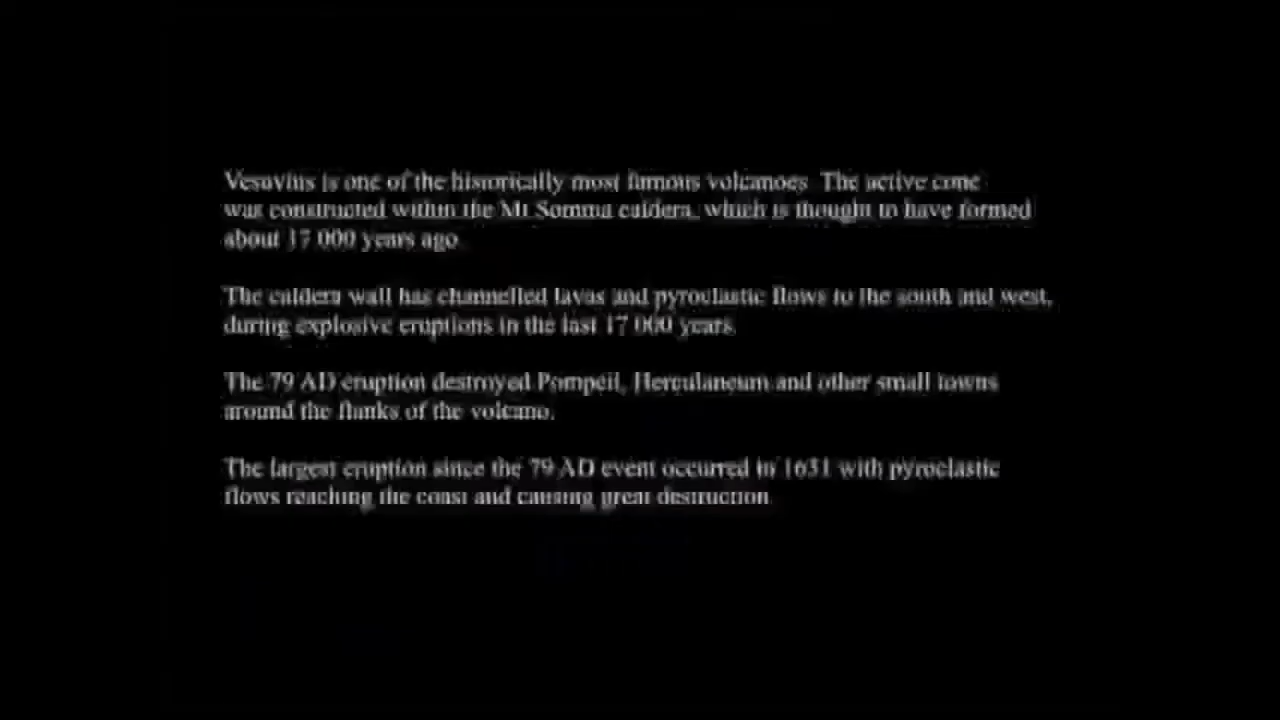 Vesuvius is one of the historically most famous volcanoes. The active cone
was constructed within the Mt Somma caldera, which is thought to have formed
about 17 000 years ago.
The caldera wall has channelled lavas and pyroclastic flows to the south and west,
during explosive eruptions in the last 17 000 years.
The 79 AD eruption destroyed Pompeii, Herculaneum and other small towns
around the flanks of the volcano.
The largest eruption since the 79 AD event occurred in 1631 with pyroclastic
flows reaching the coast and causing great destruction.